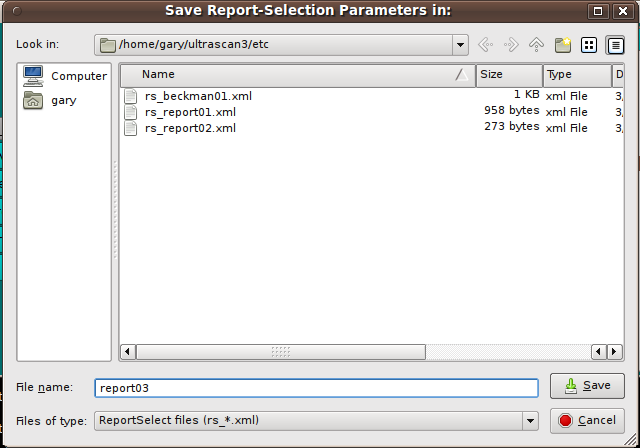 Save Report-Selection Parameters in:
Look in: /home/gary/ultrascan3/etc
Computer
gary
Name Size Type D
rs_beckman01.xml 1 KB xml File 3,
rs_report01.xml 958 bytes xml File 3,
rs_report02.xml 273 bytes xml File 3,
File name: report03 Save
Files of type: ReportSelect files (rs_*.xml) Cancel